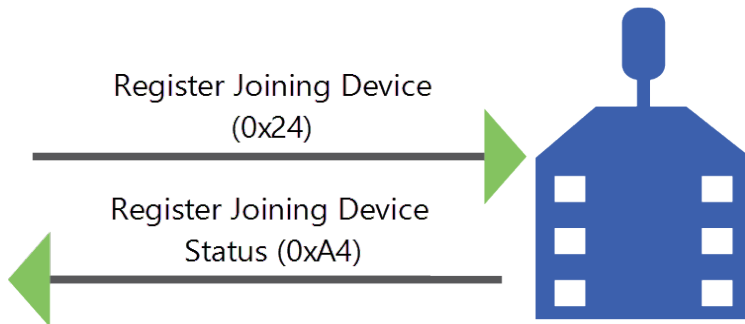 Register Joining Device
(0x24)
Register Joining Device
Status (0xA4)